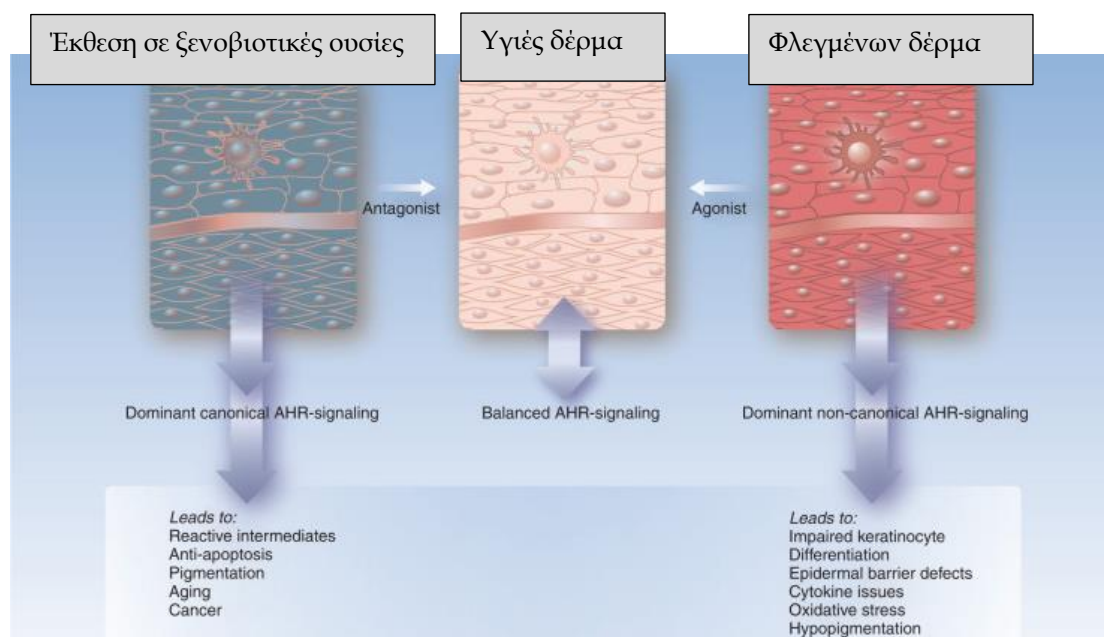 Έκθεση σε ξενοβιοτικές ουσίες
Υγιές δέρμα
Φλεγμένων δέρμα
Antagonist
Agonist
Dominant canonical AHR-signaling
Balanced AHR-signaling
Dominant non-canonical AHR-signaling
Leads to:
Reactive intermediates
Anti-apoptosis
Pigmentation
Aging
Cancer
Leads to:
Impaired keratinocyte
Differentiation
Epidermal barrier defects
Cytokine issues
Oxidative stress
Hypopigmentation